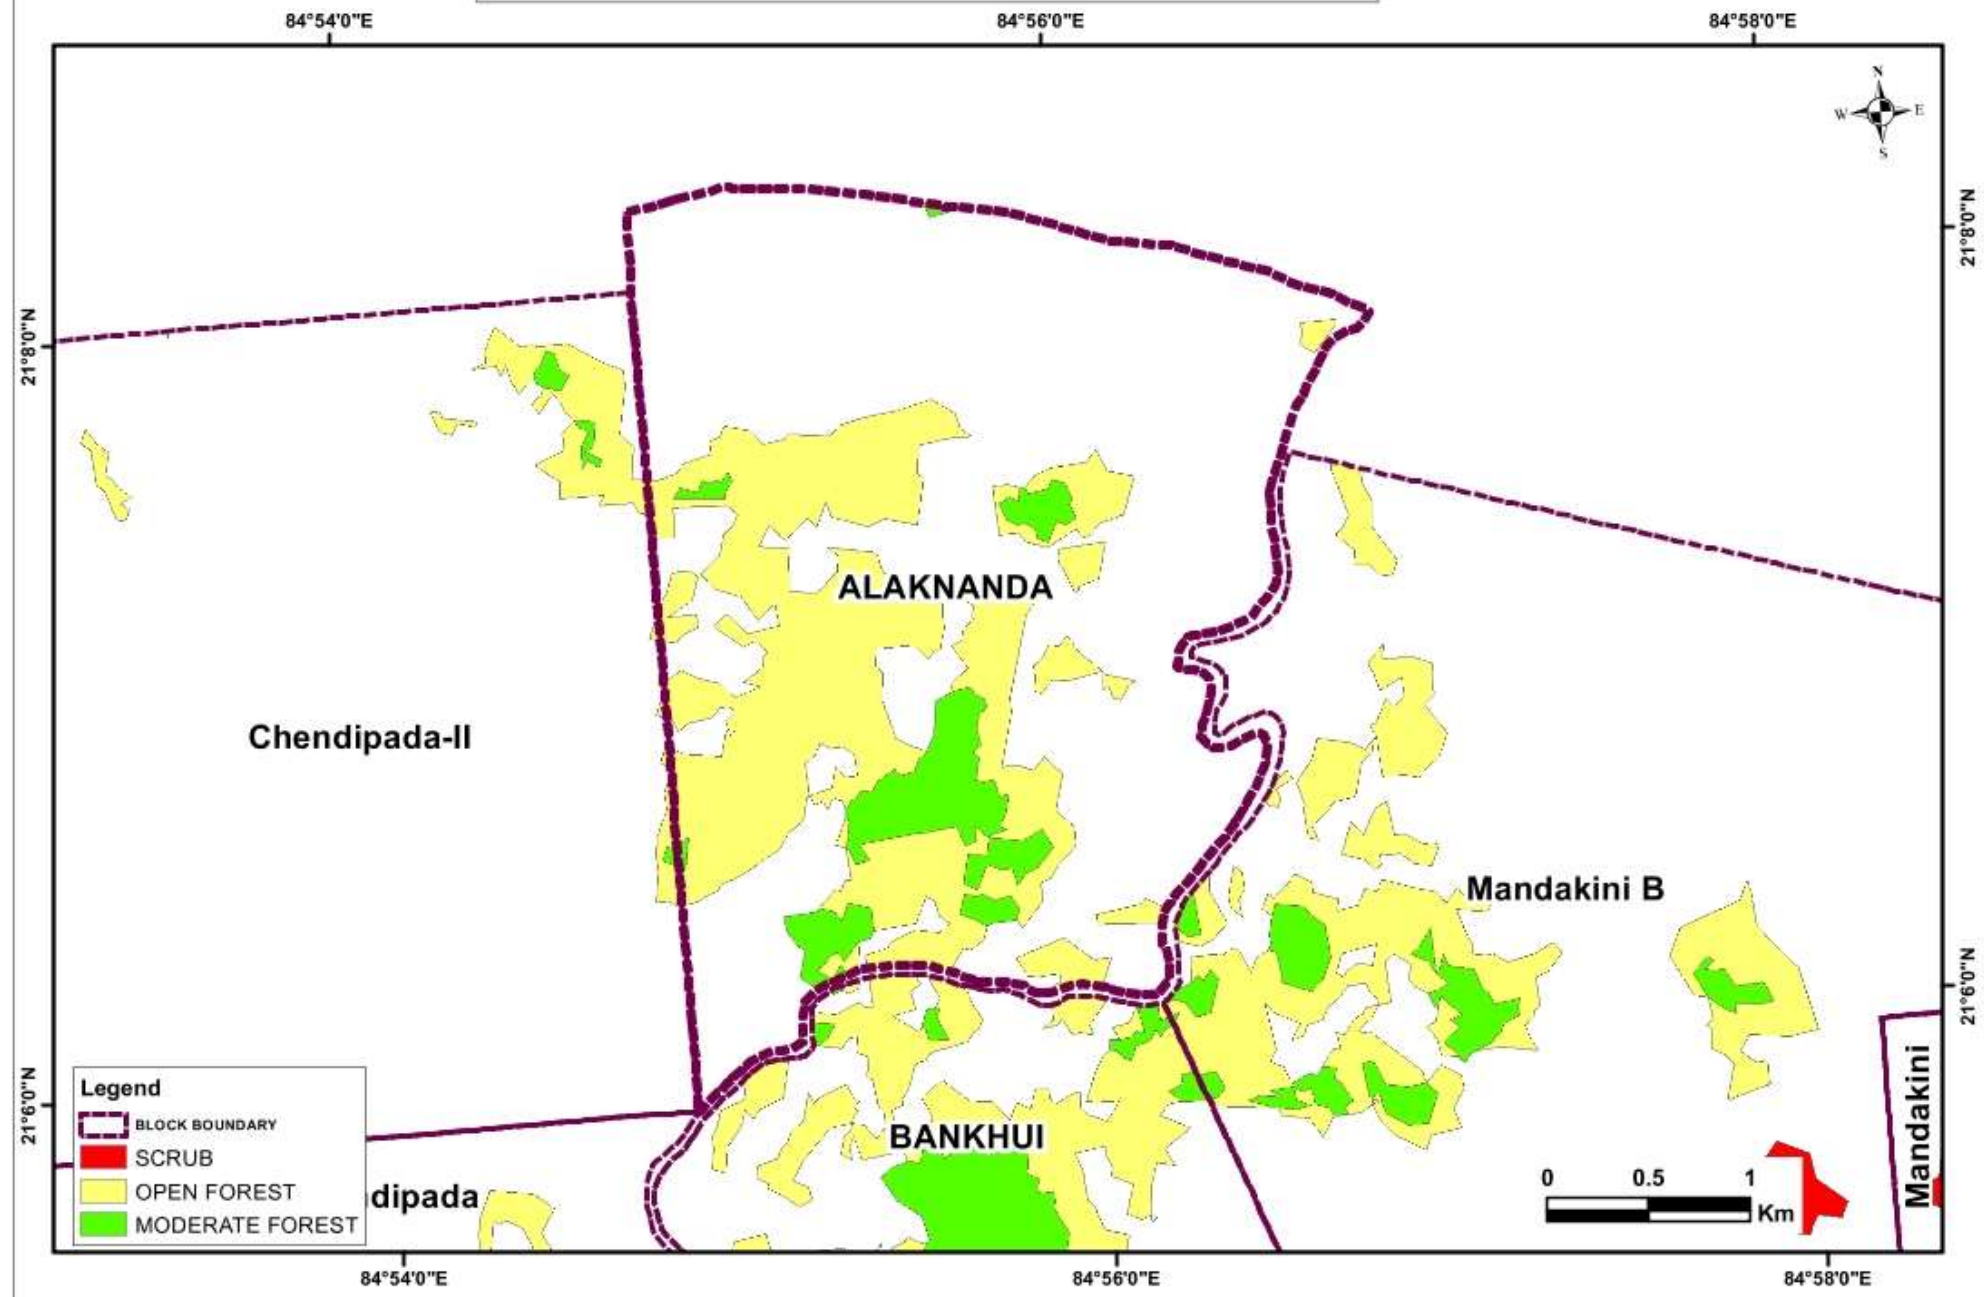 84°54'0"E
84°56'0"E
84°58'0"E
N
W E
S
21°8'0"N
21°8'0"N
ALAKNANDA
Chendipada-II
Mandakini B
21°6'0"N
21°6'0"N
Mandakini
Legend
BLOCK BOUNDARY
SCRUB
OPEN FOREST
MODERATE FOREST
dipada
BANKHUI
0 0.5 1
Km
84°54'0"E
84°56'0"E
84°58'0"E